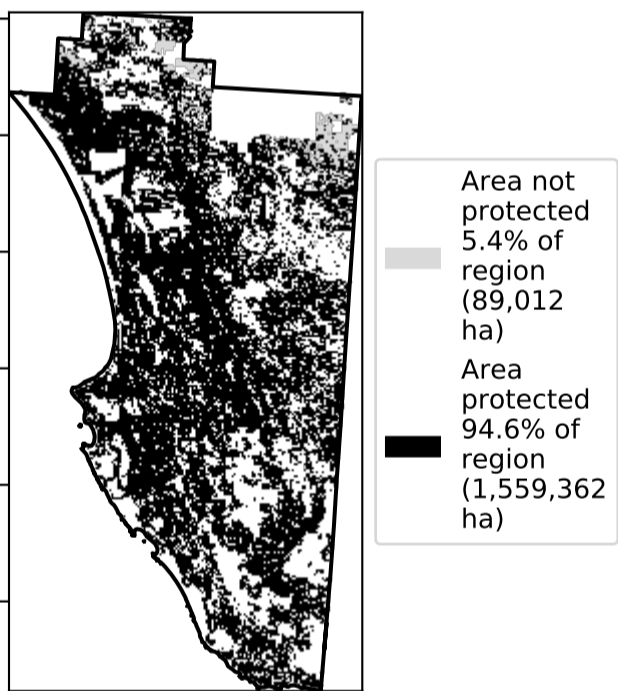 Area not
protected
5.4% of
region
(89,012
ha)
Area
protected
94.6% of
region
(1,559,362
ha)